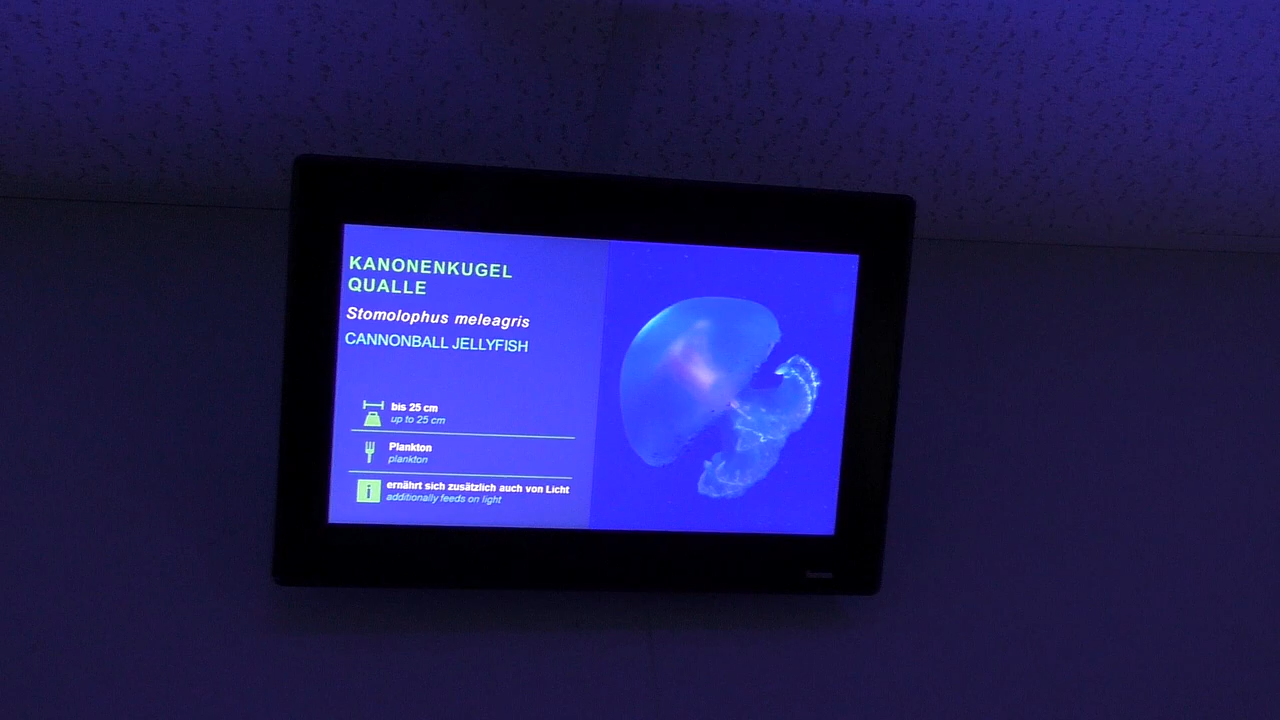 KANONENKUGEL
QUALLE
Stomolophus meleagris
CANNONBALL JELLYFISH
bis 25 cm
up to 25 cm
Plankton
plankton
i
ernährt sich zusätzlich auch von Licht
additionally feeds on light